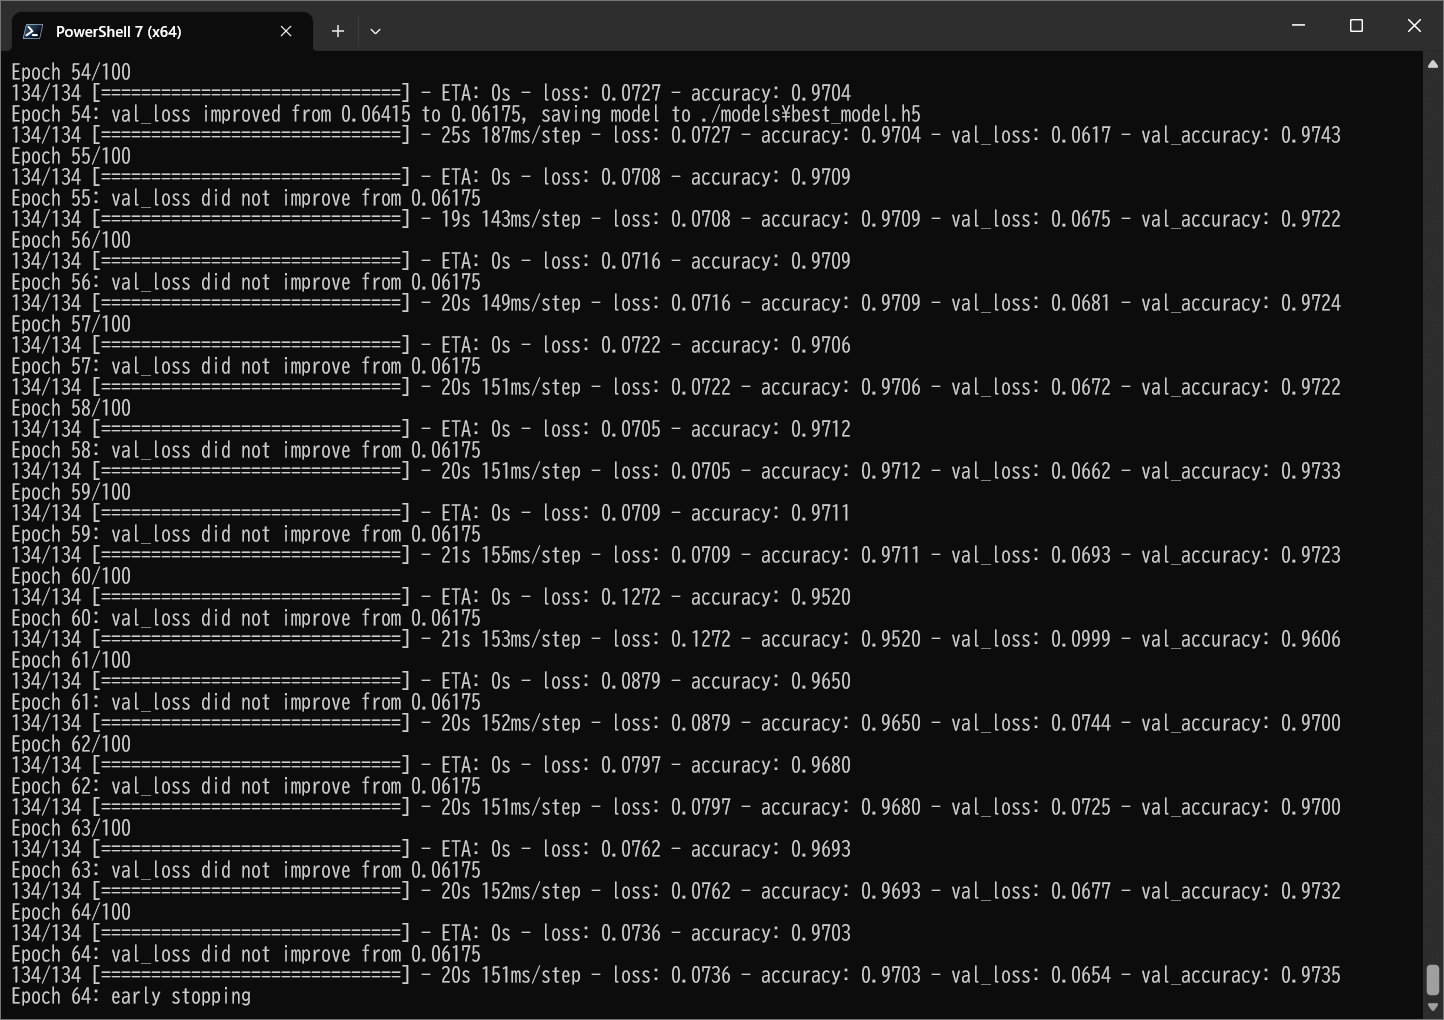 PowerShell 7 (x64)
Epoch 54/100
134/134 [==============================] - ETA: 0s - loss: 0.0727 - accuracy: 0.9704
Epoch 54: val_loss improved from 0.06415 to 0.06175, saving model to ./models¥best_model.h5
134/134 [==============================] - 25s 187ms/step - loss: 0.0727 - accuracy: 0.9704 - val_loss: 0.0617 - val_accuracy: 0.9743
Epoch 55/100
134/134 [==============================] - ETA: 0s - loss: 0.0708 - accuracy: 0.9709
Epoch 55: val_loss did not improve from 0.06175
134/134 [==============================] - 19s 143ms/step - loss: 0.0708 - accuracy: 0.9709 - val_loss: 0.0675 - val_accuracy: 0.9722
Epoch 56/100
134/134 [==============================] - ETA: 0s - loss: 0.0716 - accuracy: 0.9709
Epoch 56: val_loss did not improve from 0.06175
134/134 [==============================] - 20s 149ms/step - loss: 0.0716 - accuracy: 0.9709 - val_loss: 0.0681 - val_accuracy: 0.9724
Epoch 57/100
134/134 [==============================] - ETA: 0s - loss: 0.0722 - accuracy: 0.9706
Epoch 57: val_loss did not improve from 0.06175
134/134 [==============================] - 20s 151ms/step - loss: 0.0722 - accuracy: 0.9706 - val_loss: 0.0672 - val_accuracy: 0.9722
Epoch 58/100
134/134 [==============================] - ETA: 0s - loss: 0.0705 - accuracy: 0.9712
Epoch 58: val_loss did not improve from 0.06175
134/134 [==============================] - 20s 151ms/step - loss: 0.0705 - accuracy: 0.9712 - val_loss: 0.0662 - val_accuracy: 0.9733
Epoch 59/100
134/134 [==============================] - ETA: 0s - loss: 0.0709 - accuracy: 0.9711
Epoch 59: val_loss did not improve from 0.06175
134/134 [==============================] - 21s 155ms/step - loss: 0.0709 - accuracy: 0.9711 - val_loss: 0.0693 - val_accuracy: 0.9723
Epoch 60/100
134/134 [==============================] - ETA: 0s - loss: 0.1272 - accuracy: 0.9520
Epoch 60: val_loss did not improve from 0.06175
134/134 [==============================] - 21s 153ms/step - loss: 0.1272 - accuracy: 0.9520 - val_loss: 0.0999 - val_accuracy: 0.9606
Epoch 61/100
134/134 [==============================] - ETA: 0s - loss: 0.0879 - accuracy: 0.9650
Epoch 61: val_loss did not improve from 0.06175
134/134 [==============================] - 20s 152ms/step - loss: 0.0879 - accuracy: 0.9650 - val_loss: 0.0744 - val_accuracy: 0.9700
Epoch 62/100
134/134 [==============================] - ETA: 0s - loss: 0.0797 - accuracy: 0.9680
Epoch 62: val_loss did not improve from 0.06175
134/134 [==============================] - 20s 151ms/step - loss: 0.0797 - accuracy: 0.9680 - val_loss: 0.0725 - val_accuracy: 0.9700
Epoch 63/100
134/134 [==============================] - ETA: 0s - loss: 0.0762 - accuracy: 0.9693
Epoch 63: val_loss did not improve from 0.06175
134/134 [==============================] - 20s 152ms/step - loss: 0.0762 - accuracy: 0.9693 - val_loss: 0.0677 - val_accuracy: 0.9732
Epoch 64/100
134/134 [==============================] - ETA: 0s - loss: 0.0736 - accuracy: 0.9703
Epoch 64: val_loss did not improve from 0.06175
134/134 [==============================] - 20s 151ms/step - loss: 0.0736 - accuracy: 0.9703 - val_loss: 0.0654 - val_accuracy: 0.9735
Epoch 64: early stopping